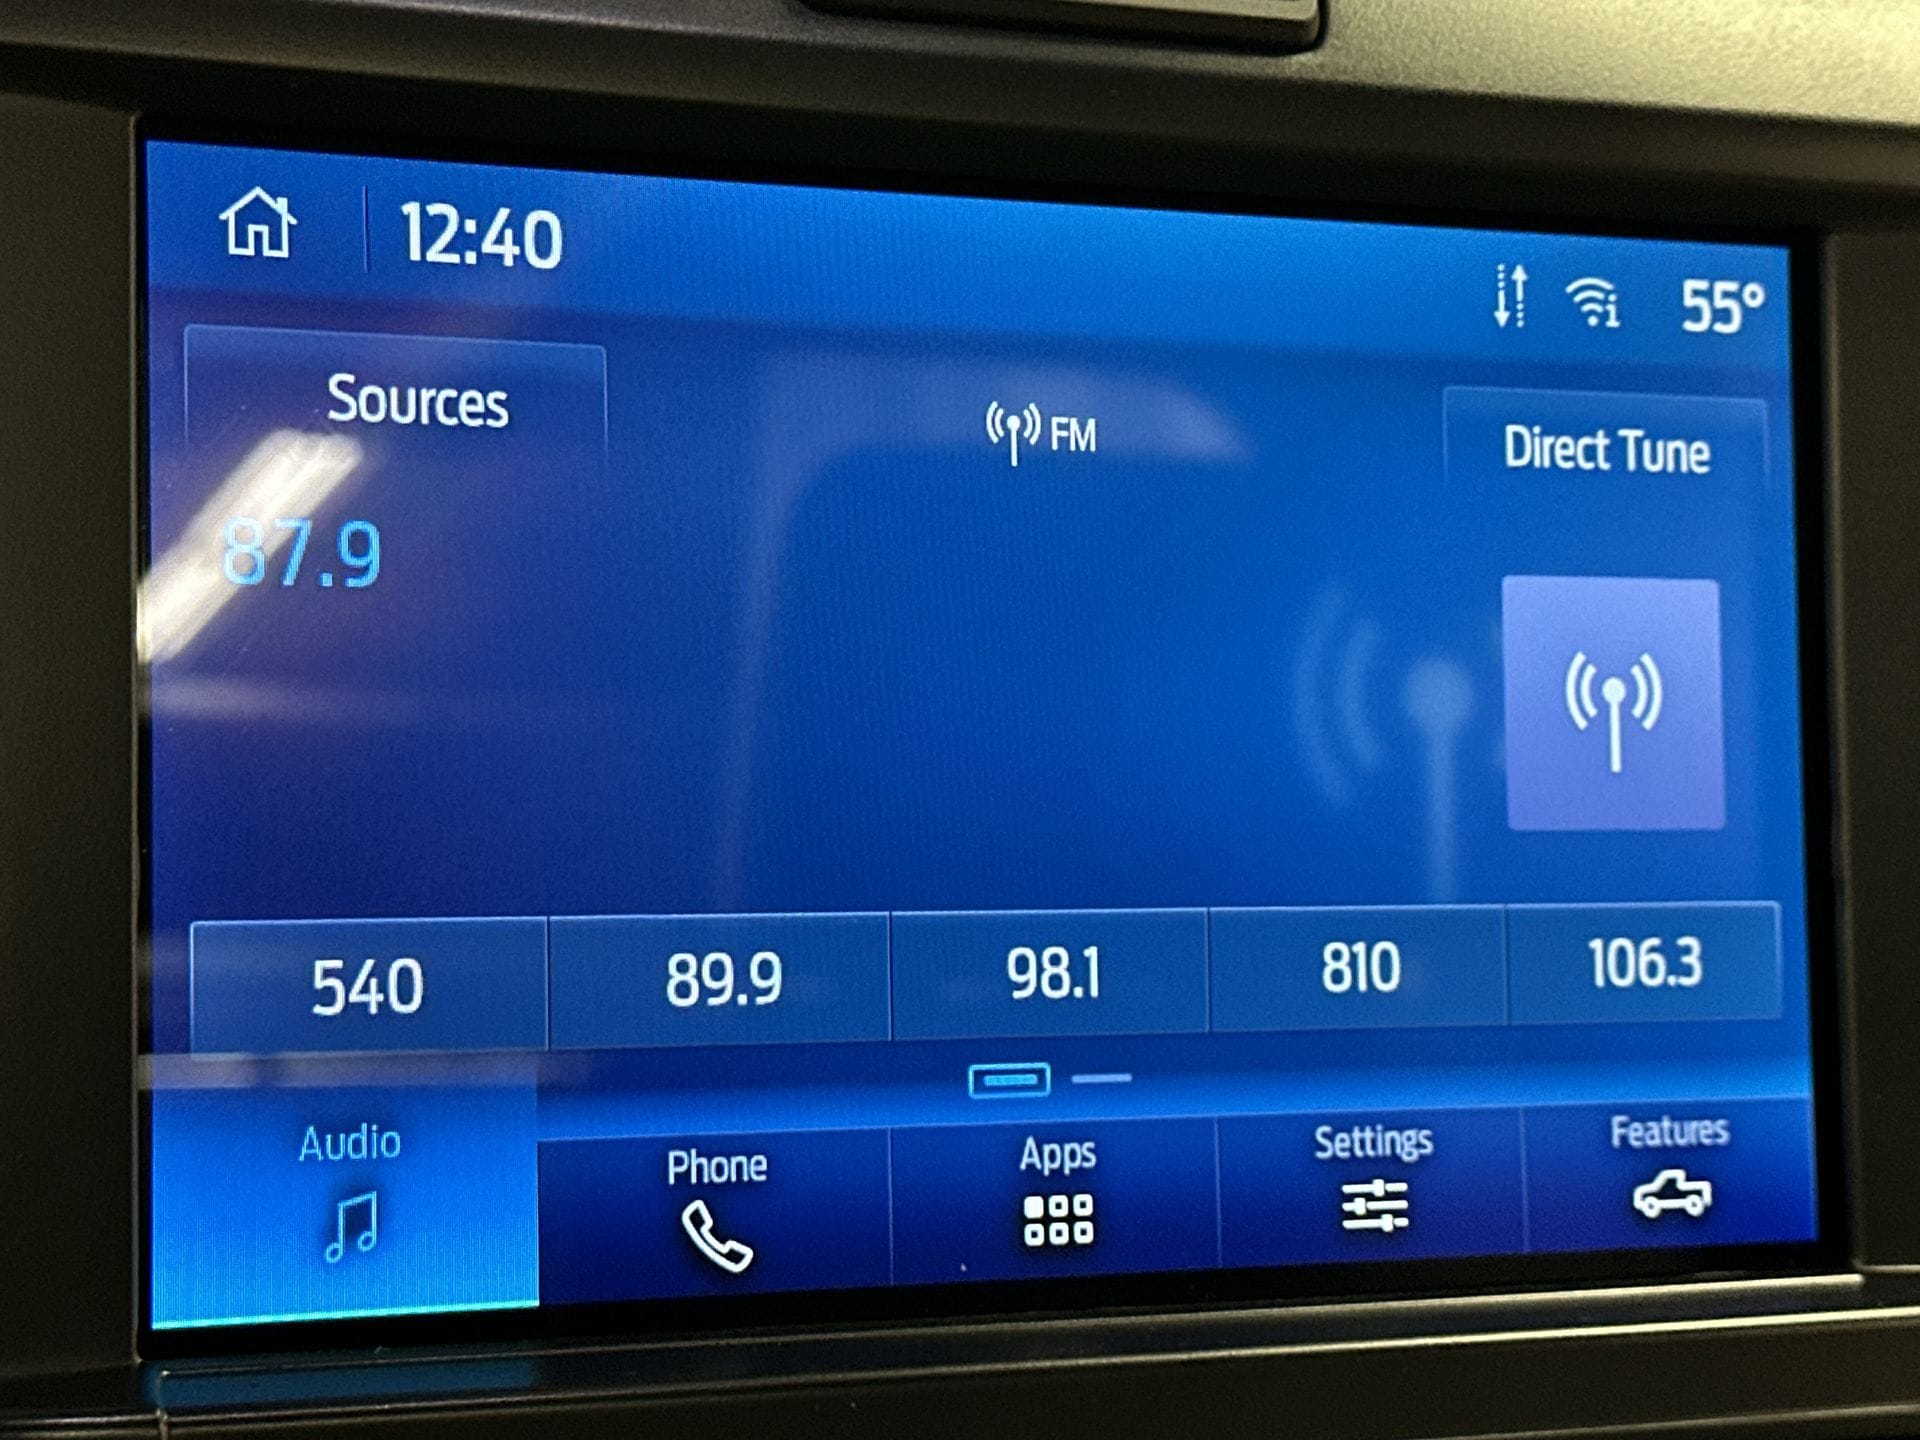 12:40
55°
Sources
FM
Direct Tune
87.9
540
89.9
98.1
810
106.3
Audio
Phone
Apps
Settings
Features